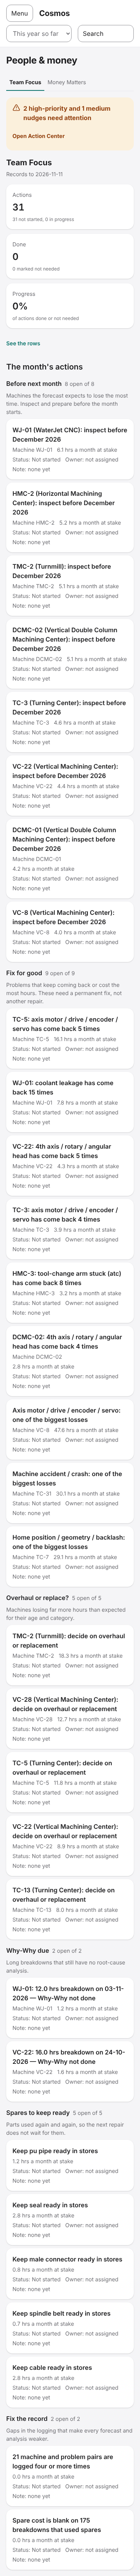 Menu
Cosmos
This year so far
Search
People & money
Team Focus
Money Matters
2 high-priority and 1 medium
nudges need attention
Open Action Center
Team Focus
Records to 2026-11-11
Actions
31
31 not started, 0 in progress
Done
0
0 marked not needed
Progress
0%
of actions done or not needed
See the rows
The month's actions
Before next month 8 open of 8
Machines the forecast expects to lose the most
time. Inspect and prepare before the month
starts.
WJ-01 (WaterJet CNC): inspect before
December 2026
Machine WJ-01 6.1 hrs a month at stake
Status: Not started Owner: not assigned
Note: none yet
HMC-2 (Horizontal Machining
Center): inspect before December
2026
Machine HMC-2 5.2 hrs a month at stake
Status: Not started Owner: not assigned
Note: none yet
TMC-2 (Turnmill): inspect before
December 2026
Machine TMC-2 5.1 hrs a month at stake
Status: Not started Owner: not assigned
Note: none yet
DCMC-02 (Vertical Double Column
Machining Center): inspect before
December 2026
Machine DCMC-02 5.1 hrs a month at stake
Status: Not started Owner: not assigned
Note: none yet
TC-3 (Turning Center): inspect before
December 2026
Machine TC-3 4.6 hrs a month at stake
Status: Not started Owner: not assigned
Note: none yet
VC-22 (Vertical Machining Center):
inspect before December 2026
Machine VC-22 4.4 hrs a month at stake
Status: Not started Owner: not assigned
Note: none yet
DCMC-01 (Vertical Double Column
Machining Center): inspect before
December 2026
Machine DCMC-01
4.2 hrs a month at stake
Status: Not started Owner: not assigned
Note: none yet
VC-8 (Vertical Machining Center):
inspect before December 2026
Machine VC-8 4.0 hrs a month at stake
Status: Not started Owner: not assigned
Note: none yet
Fix for good 9 open of 9
Problems that keep coming back or cost the
most hours. These need a permanent fix, not
another repair.
TC-5: axis motor / drive / encoder /
servo has come back 5 times
Machine TC-5 16.1 hrs a month at stake
Status: Not started Owner: not assigned
Note: none yet
WJ-01: coolant leakage has come
back 15 times
Machine WJ-01 7.8 hrs a month at stake
Status: Not started Owner: not assigned
Note: none yet
VC-22: 4th axis / rotary / angular
head has come back 5 times
Machine VC-22 4.3 hrs a month at stake
Status: Not started Owner: not assigned
Note: none yet
TC-3: axis motor / drive / encoder /
servo has come back 4 times
Machine TC-3 3.9 hrs a month at stake
Status: Not started Owner: not assigned
Note: none yet
HMC-3: tool-change arm stuck (atc)
has come back 8 times
Machine HMC-3 3.2 hrs a month at stake
Status: Not started Owner: not assigned
Note: none yet
DCMC-02: 4th axis / rotary / angular
head has come back 4 times
Machine DCMC-02
2.8 hrs a month at stake
Status: Not started Owner: not assigned
Note: none yet
Axis motor / drive / encoder / servo:
one of the biggest losses
Machine VC-8 47.6 hrs a month at stake
Status: Not started Owner: not assigned
Note: none yet
Machine accident / crash: one of the
biggest losses
Machine TC-31 30.1 hrs a month at stake
Status: Not started Owner: not assigned
Note: none yet
Home position / geometry / backlash:
one of the biggest losses
Machine TC-7 29.1 hrs a month at stake
Status: Not started Owner: not assigned
Note: none yet
Overhaul or replace? 5 open of 5
Machines losing far more hours than expected
for their age and category.
TMC-2 (Turnmill): decide on overhaul
or replacement
Machine TMC-2 18.3 hrs a month at stake
Status: Not started Owner: not assigned
Note: none yet
VC-28 (Vertical Machining Center):
decide on overhaul or replacement
Machine VC-28 12.7 hrs a month at stake
Status: Not started Owner: not assigned
Note: none yet
TC-5 (Turning Center): decide on
overhaul or replacement
Machine TC-5 11.8 hrs a month at stake
Status: Not started Owner: not assigned
Note: none yet
VC-22 (Vertical Machining Center):
decide on overhaul or replacement
Machine VC-22 9.9 hrs a month at stake
Status: Not started Owner: not assigned
Note: none yet
TC-13 (Turning Center): decide on
overhaul or replacement
Machine TC-13 8.0 hrs a month at stake
Status: Not started Owner: not assigned
Note: none yet
Why-Why due 2 open of 2
Long breakdowns that still have no root-cause
analysis.
WJ-01: 12.0 hrs breakdown on 03-11-
2026 — Why-Why not done
Machine WJ-01 1.2 hrs a month at stake
Status: Not started Owner: not assigned
Note: none yet
VC-22: 16.0 hrs breakdown on 24-10-
2026 — Why-Why not done
Machine VC-22 1.6 hrs a month at stake
Status: Not started Owner: not assigned
Note: none yet
Spares to keep ready 5 open of 5
Parts used again and again, so the next repair
does not wait for them.
Keep pu pipe ready in stores
1.2 hrs a month at stake
Status: Not started Owner: not assigned
Note: none yet
Keep seal ready in stores
2.8 hrs a month at stake
Status: Not started Owner: not assigned
Note: none yet
Keep male connector ready in stores
0.8 hrs a month at stake
Status: Not started Owner: not assigned
Note: none yet
Keep spindle belt ready in stores
0.7 hrs a month at stake
Status: Not started Owner: not assigned
Note: none yet
Keep cable ready in stores
2.8 hrs a month at stake
Status: Not started Owner: not assigned
Note: none yet
Fix the record 2 open of 2
Gaps in the logging that make every forecast and
analysis weaker.
21 machine and problem pairs are
logged four or more times
0.0 hrs a month at stake
Status: Not started Owner: not assigned
Note: none yet
Spare cost is blank on 175
breakdowns that used spares
0.0 hrs a month at stake
Status: Not started Owner: not assigned
Note: none yet